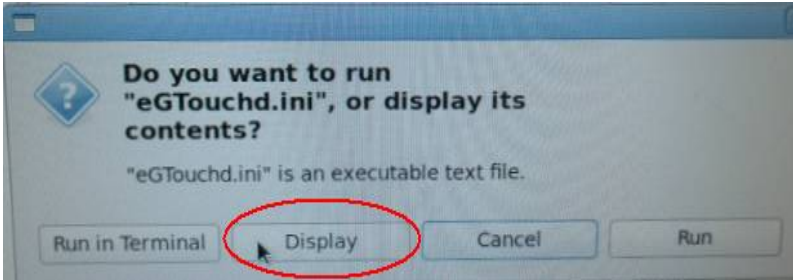 Do you want to run
"eGTouchd.ini", or display its
contents?
"eGTouchd.ini" is an executable text file.
Run in Terminal Display Cancel Run